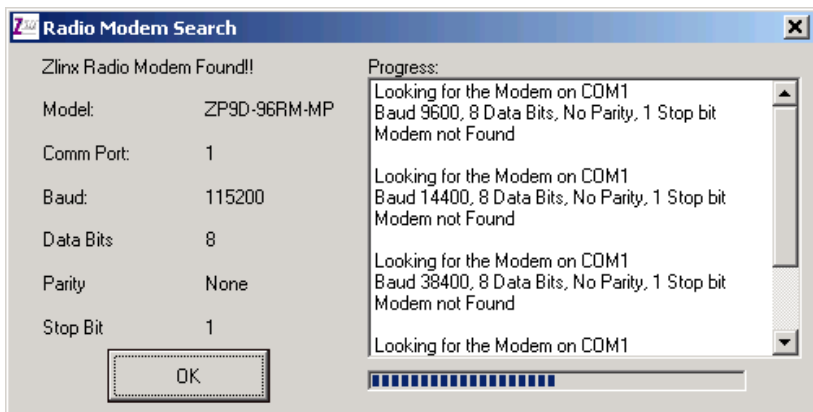 Radio Modem Search
Zlinx Radio Modem Found!!
Model: ZP9D-96RM-MP
Comm Port: 1
Baud: 115200
Data Bits 8
Parity None
Stop Bit 1
OK
Progress:
Looking for the Modem on COM1
Baud 9600, 8 Data Bits, No Parity, 1 Stop bit
Modem not Found
Looking for the Modem on COM1
Baud 14400, 8 Data Bits, No Parity, 1 Stop bit
Modem not Found
Looking for the Modem on COM1
Baud 38400, 8 Data Bits, No Parity, 1 Stop bit
Modem not Found
Looking for the Modem on COM1